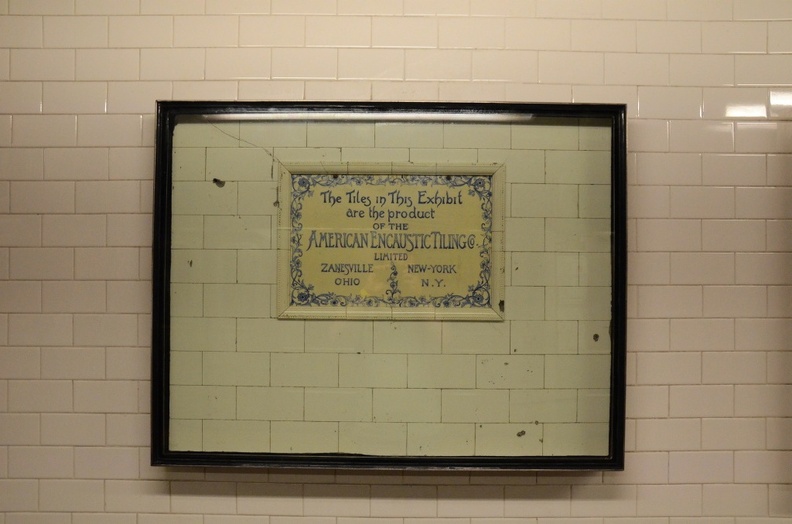 The Tiles in This Exhibit
are the product
OF THE
AMERICAN ENCAUSTIC TILING Co.
LIMITED
ZANESVILLE NEW-YORK
OHIO N.Y.